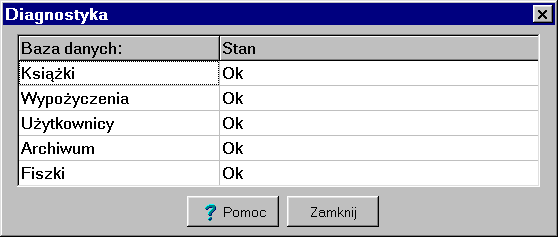 Diagnostyka
Baza danych: Stan
Książki Ok
Wypożyczenia Ok
Użytkownicy Ok
Archiwum Ok
Fiszki Ok
? Pomoc Zamknij